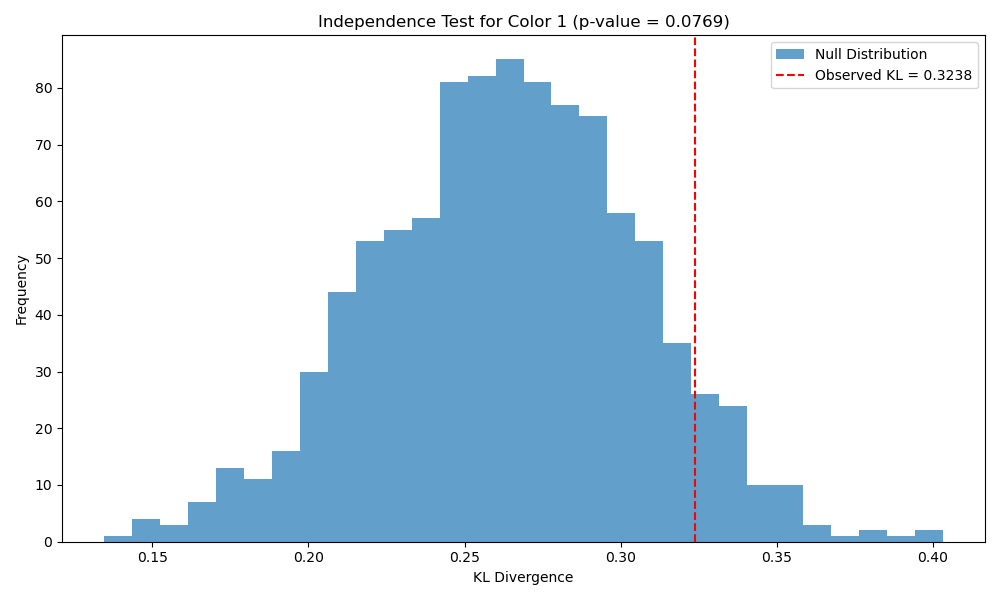 Independence Test for Color 1 (p-value = 0.0769)
Null Distribution
Observed KL = 0.3238
Frequency
80
70
60
50
40
30
20
10
0
0.15 0.20 0.25 0.30 0.35 0.40
KL Divergence